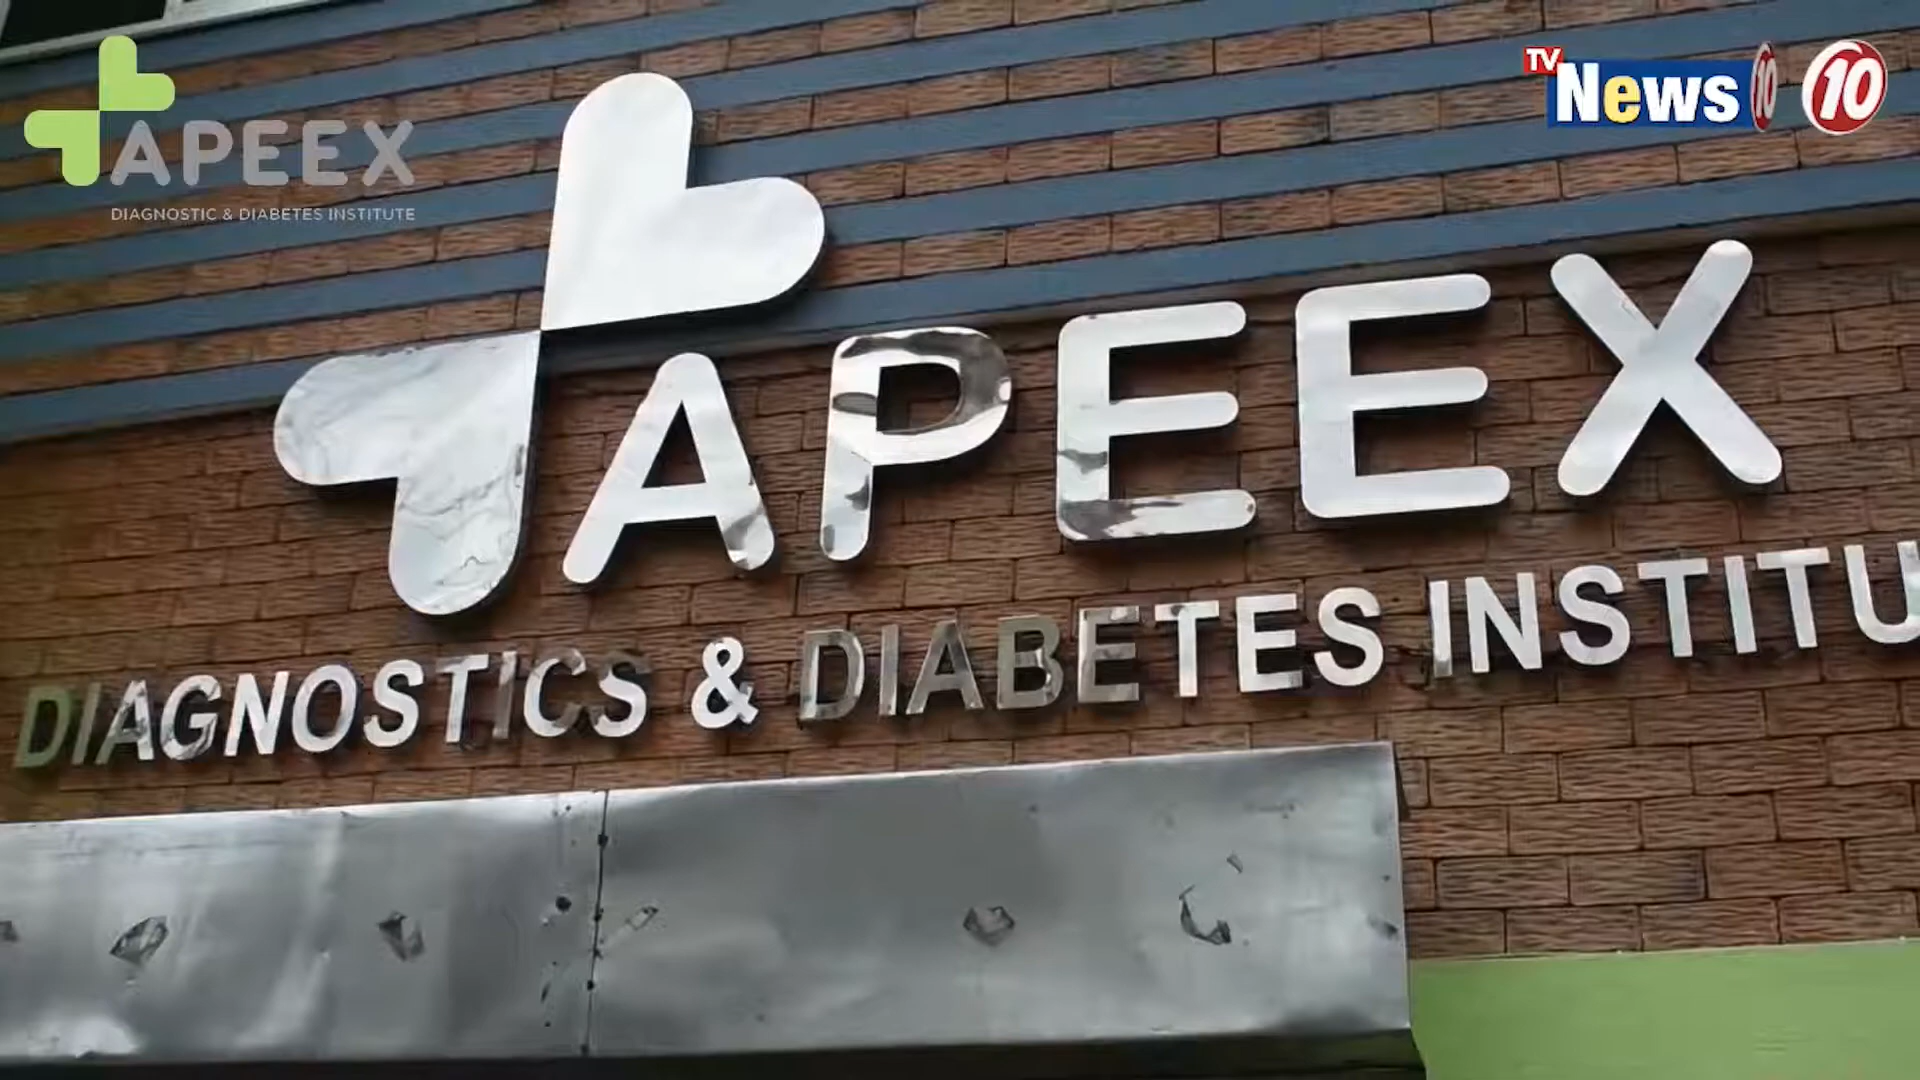 APEEX
DIAGNOSTIC & DIABETES INSTITUTE
TV
News 10
10
APEEX
DIAGNOSTICS & DIABETES INSTITU